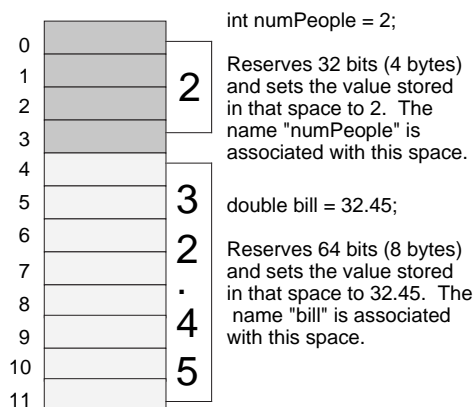 0
1
2
3
4
5
6
7
8
9
10
11
2
3
2
.
4
5
int numPeople = 2;
Reserves 32 bits (4 bytes)
and sets the value stored
in that space to 2.  The
name "numPeople" is
associated with this space.
double bill = 32.45;
Reserves 64 bits (8 bytes)
and sets the value stored
in that space to 32.45.  The
name "bill" is associated
with this space.